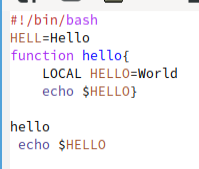 #!/bin/bash
HELL=Hello
function hello{
    LOCAL HELLO=World
    echo $HELLO}

hello
 echo $HELLO